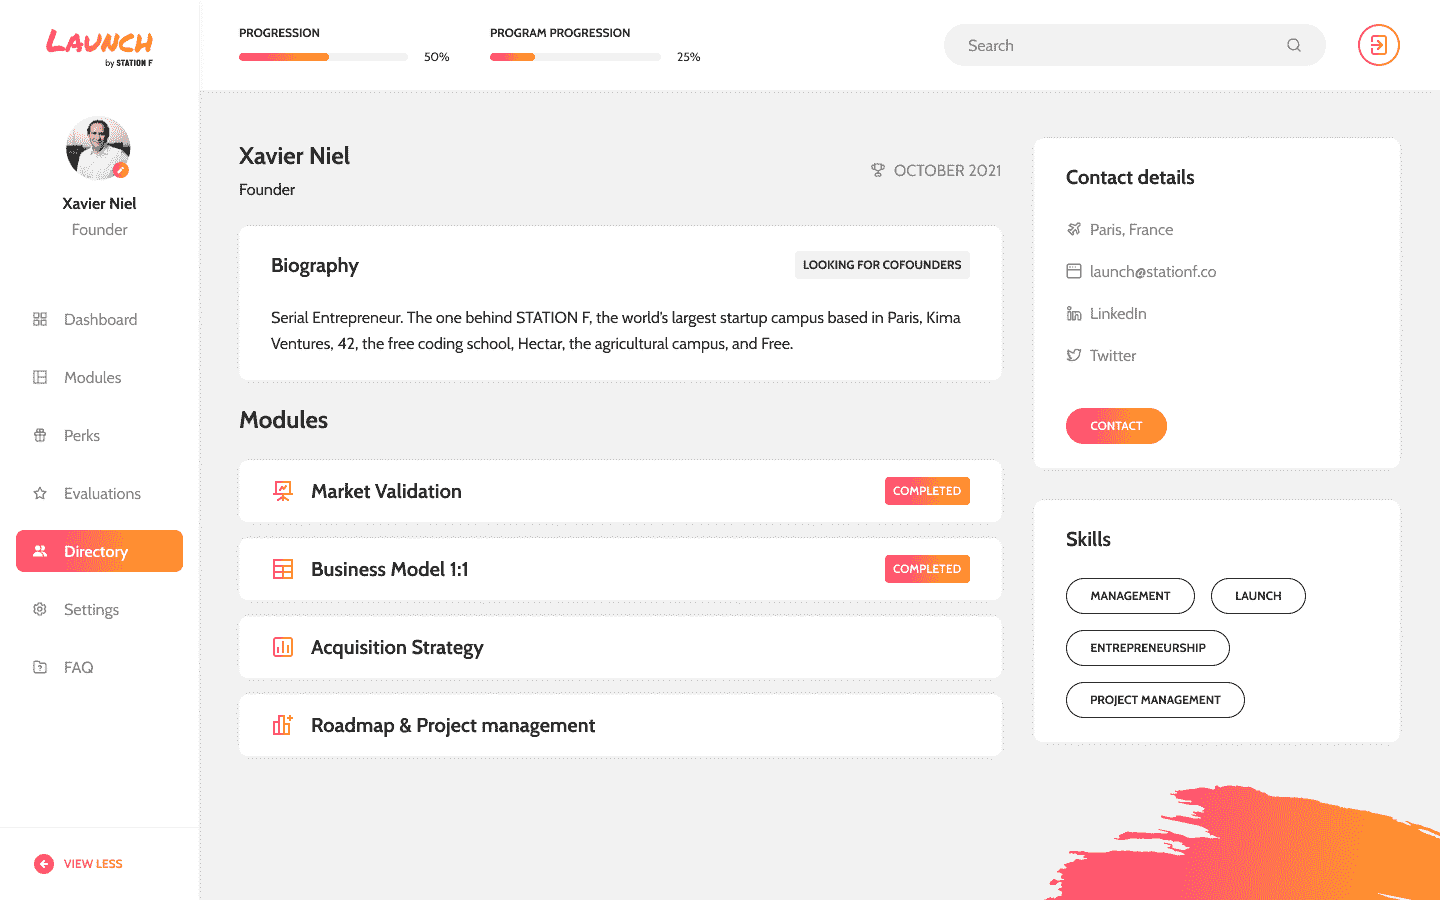 LAUNCH
by STATION F
Xavier Niel
Founder
Dashboard
Modules
Perks
Evaluations
Directory
Settings
FAQ
VIEW LESS
PROGRESSION
50%
PROGRAM PROGRESSION
25%
Search
Xavier Niel
Founder
OCTOBER 2021
Biography
LOOKING FOR COFOUNDERS
Serial Entrepreneur. The one behind STATION F, the world's largest startup campus based in Paris, Kima
Ventures, 42, the free coding school, Hectar, the agricultural campus, and Free.
Modules
Market Validation
COMPLETED
Business Model 1:1
COMPLETED
Acquisition Strategy
Roadmap & Project management
Contact details
Paris, France
launch@stationf.co
LinkedIn
Twitter
CONTACT
Skills
MANAGEMENT
LAUNCH
ENTREPRENEURSHIP
PROJECT MANAGEMENT